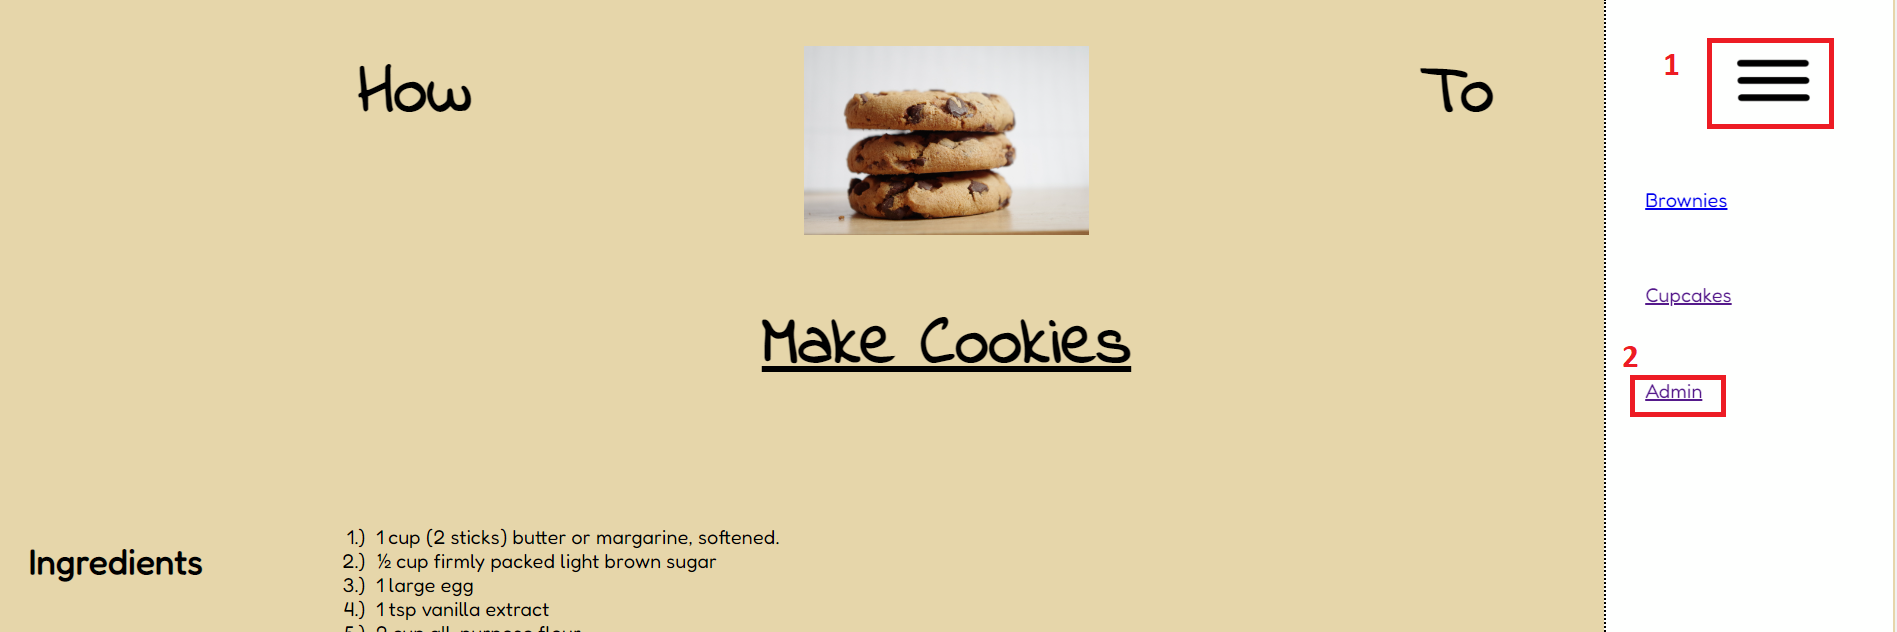 How To
1
Brownies
Cupcakes
Make Cookies
2
Admin
Ingredients
1.) 1 cup (2 sticks) butter or margarine, softened.
2.) ½ cup firmly packed light brown sugar
3.) 1 large egg
4.) 1 tsp vanilla extract